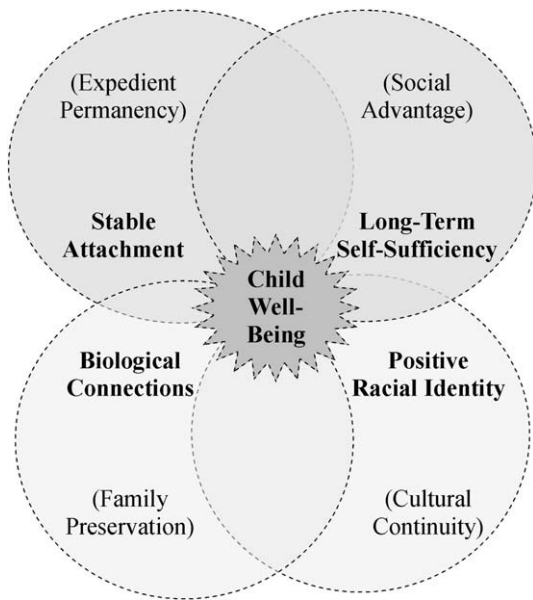 (Expedient
Permanency)
(Social
Advantage)
Stable
Attachment
Long-Term
Self-Sufficiency
Child
Well-
Being
Biological
Connections
Positive
Racial Identity
(Family
Preservation)
(Cultural
Continuity)